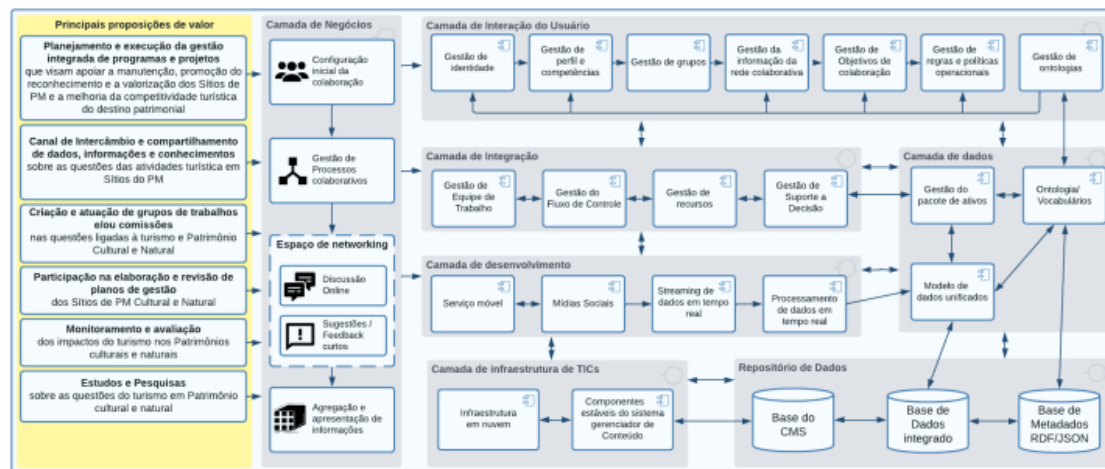 Principais proposições de valor
Planejamento e execução da gestão
integrada de programas e projetos
que visam apoiar a manutenção, promoção do
reconhecimento e a valorização dos Sítios de
PM e a melhoria da competitividade turística
do destino patrimonial
Canal de Intercâmbio e compartilhamento
de dados, informações e conhecimentos
sobre as questões das atividades turística em
Sítios do PM
Criação e atuação de grupos de trabalhos
e/ou comissões
nas questões ligadas à turismo e Patrimônio
Cultural e Natural
Participação na elaboração e revisão de
planos de gestão
dos Sítios de PM Cultural e Natural
Monitoramento e avaliação
dos impactos do turismo nos Patrimônios
culturais e naturais
Estudos e Pesquisas
sobre as questões do turismo em Patrimônio
cultural e natural
Camada de Negócios
Configuração
inicial da
colaboração
Gestão de
Processos
colaborativos
Espaço de networking
Discussão
Online
Sugestões /
Feedback
curtos
Agregação e
apresentação de
informações
Camada de Interação do Usuário
Gestão de
identidade
Gestão de
perfil e
competências
Gestão de grupos
Gestão da
informação da
rede colaborativa
Gestão de
Objetivos de
colaboração
Gestão de
regras e políticas
operacionais
Gestão de
ontologias
Camada de Integração
Gestão de
Equipe de
Trabalho
Gestão do
Fluxo de Controle
Gestão de
recursos
Gestão de
Suporte a
Decisão
Camada de dados
Gestão do
pacote de ativos
Ontologia/
Vocabulários
Modelo de
dados unificados
Camada de desenvolvimento
Serviço móvel
Mídias Sociais
Streaming de
dados em tempo
real
Processamento
de dados em
tempo real
Camada de infraestrutura de TICs
Infraestrutura
em nuvem
Componentes
estáveis do sistema
gerenciador de
Conteúdo
Repositório de Dados
Base do
CMS
Base de
Dados
integrado
Base de
Metadados
RDF/JSON